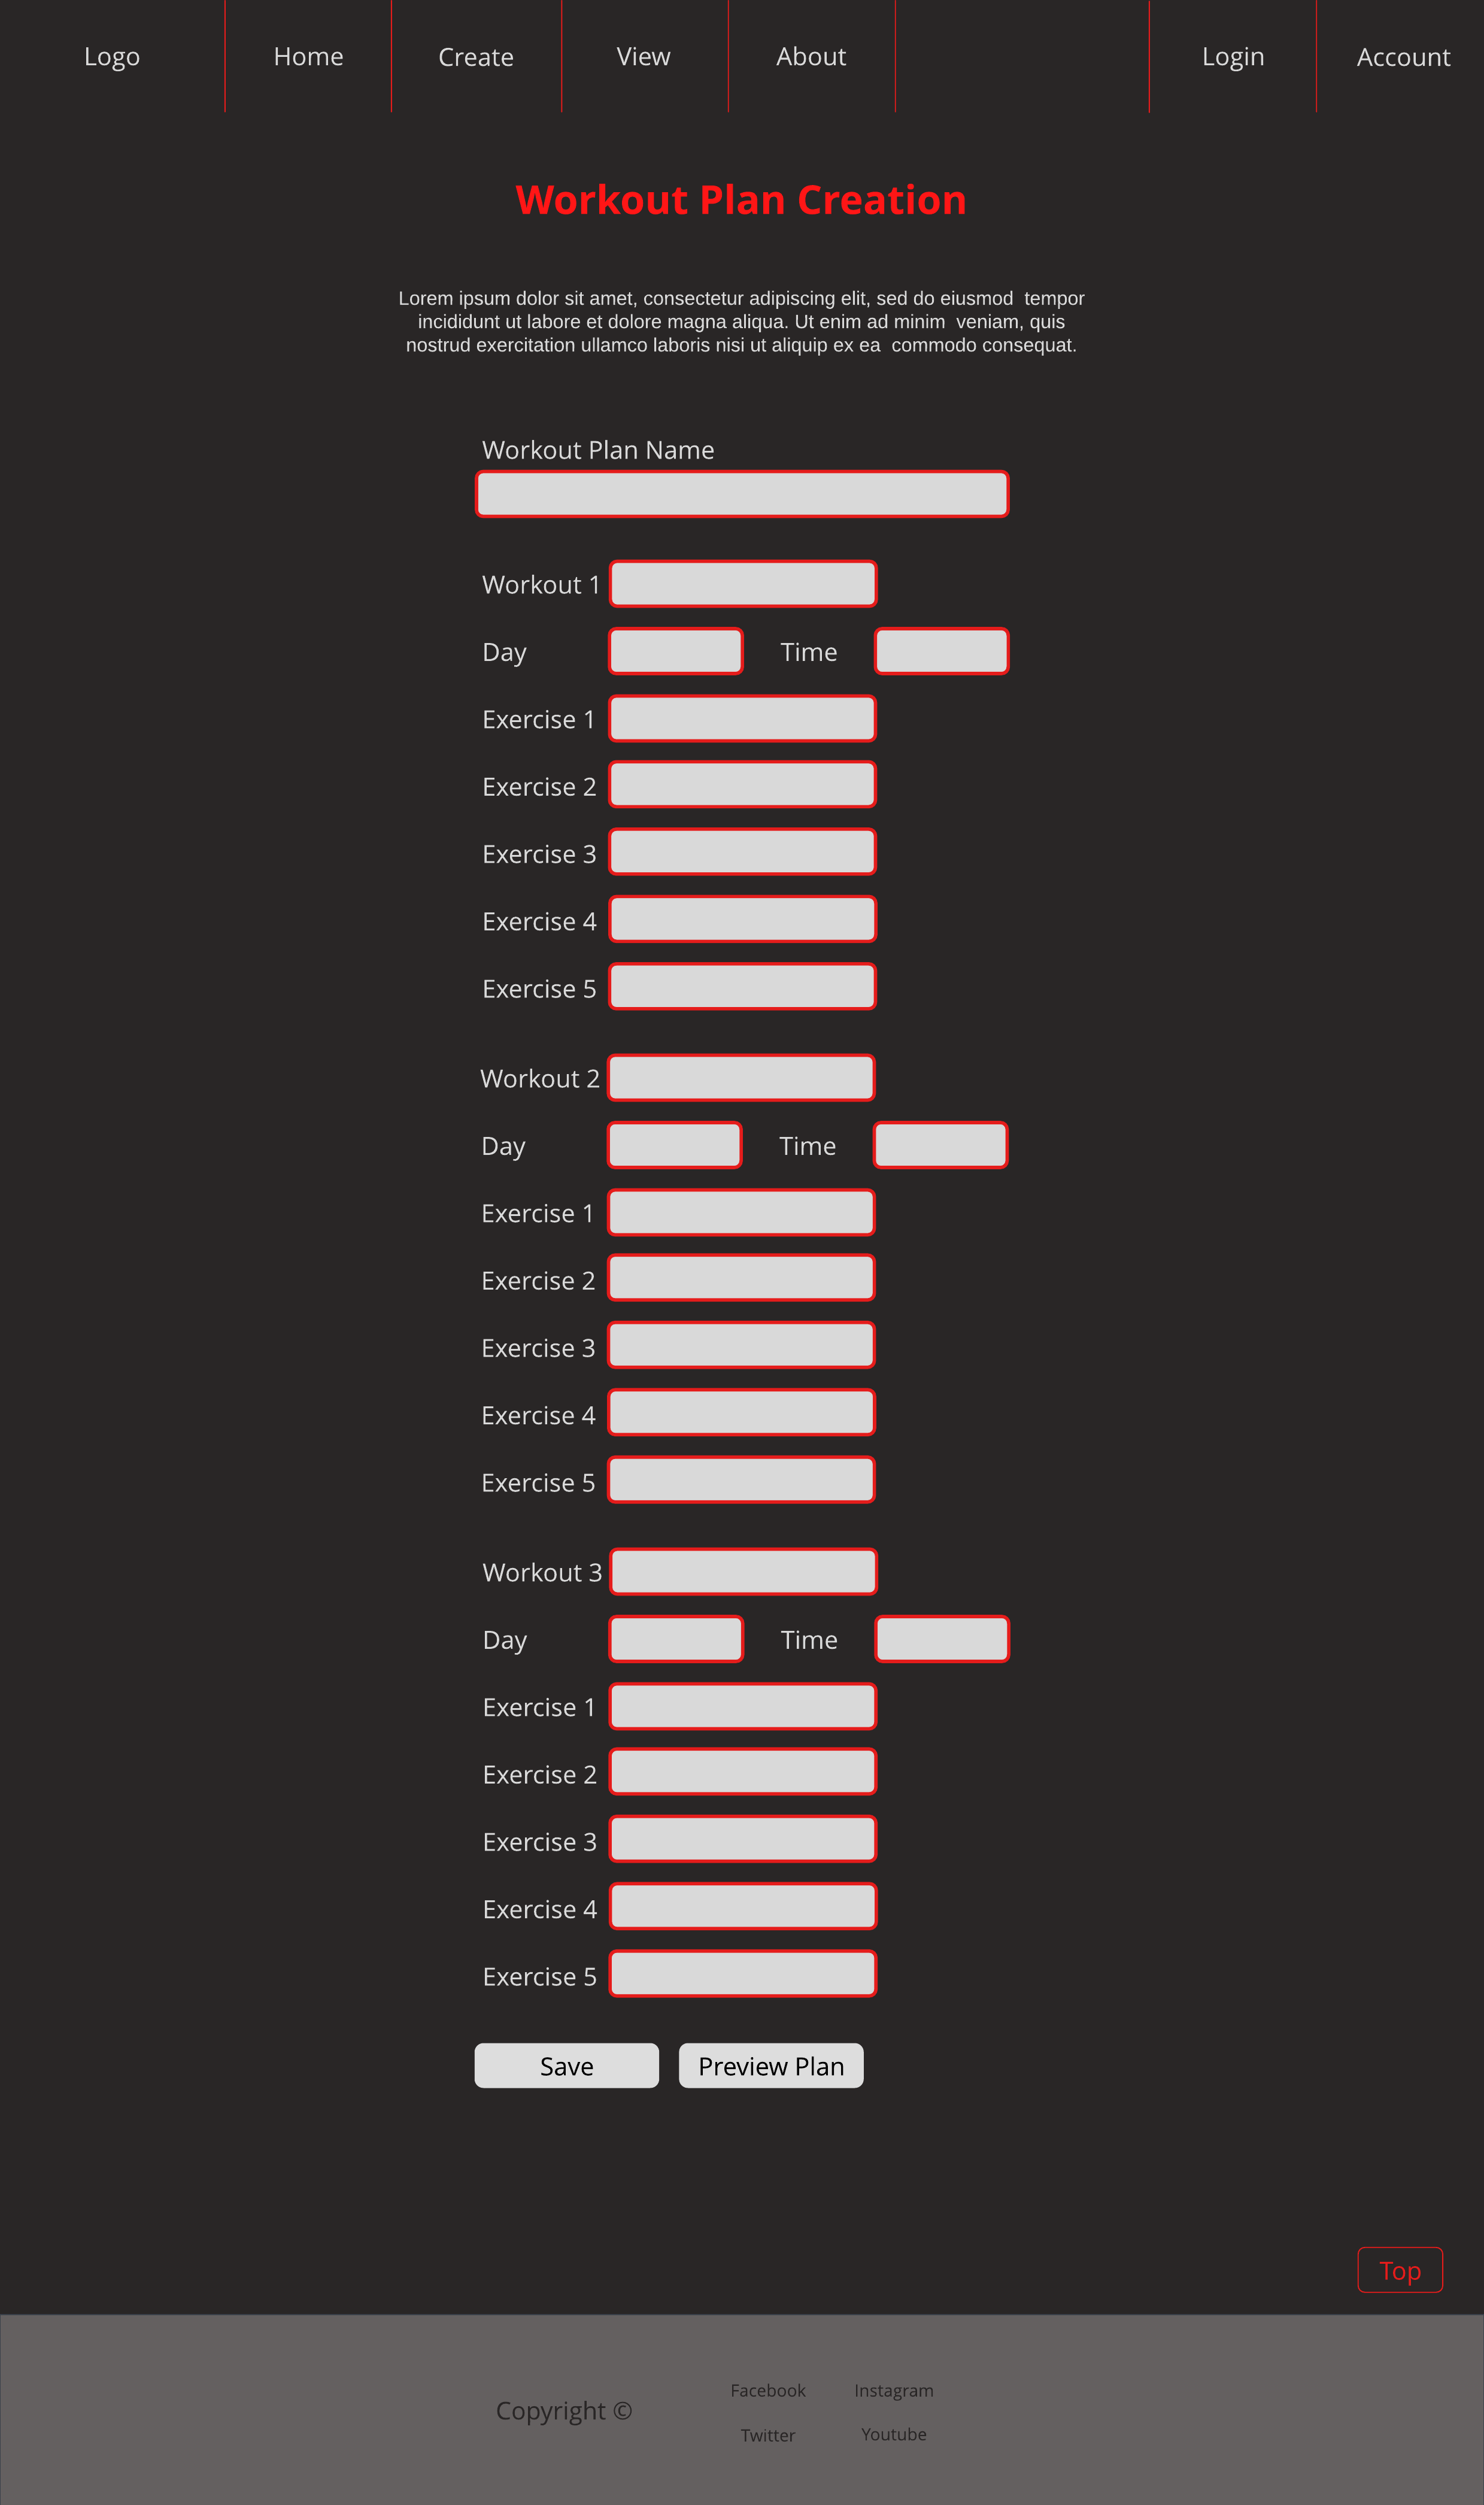 Logo Home Create View About Login Account
Workout Plan Creation
Lorem ipsum dolor sit amet, consectetur adipiscing elit, sed do eiusmod  tempor
incididunt ut labore et dolore magna aliqua. Ut enim ad minim  veniam, quis
nostrud exercitation ullamco laboris nisi ut aliquip ex ea  commodo consequat.
Workout Plan Name
Workout 1
Day Time
Exercise 1
Exercise 2
Exercise 3
Exercise 4
Exercise 5
Workout 2
Day Time
Exercise 1
Exercise 2
Exercise 3
Exercise 4
Exercise 5
Workout 3
Day Time
Exercise 1
Exercise 2
Exercise 3
Exercise 4
Exercise 5
Save Preview Plan
Top
Copyright ©
Facebook Instagram
Twitter Youtube